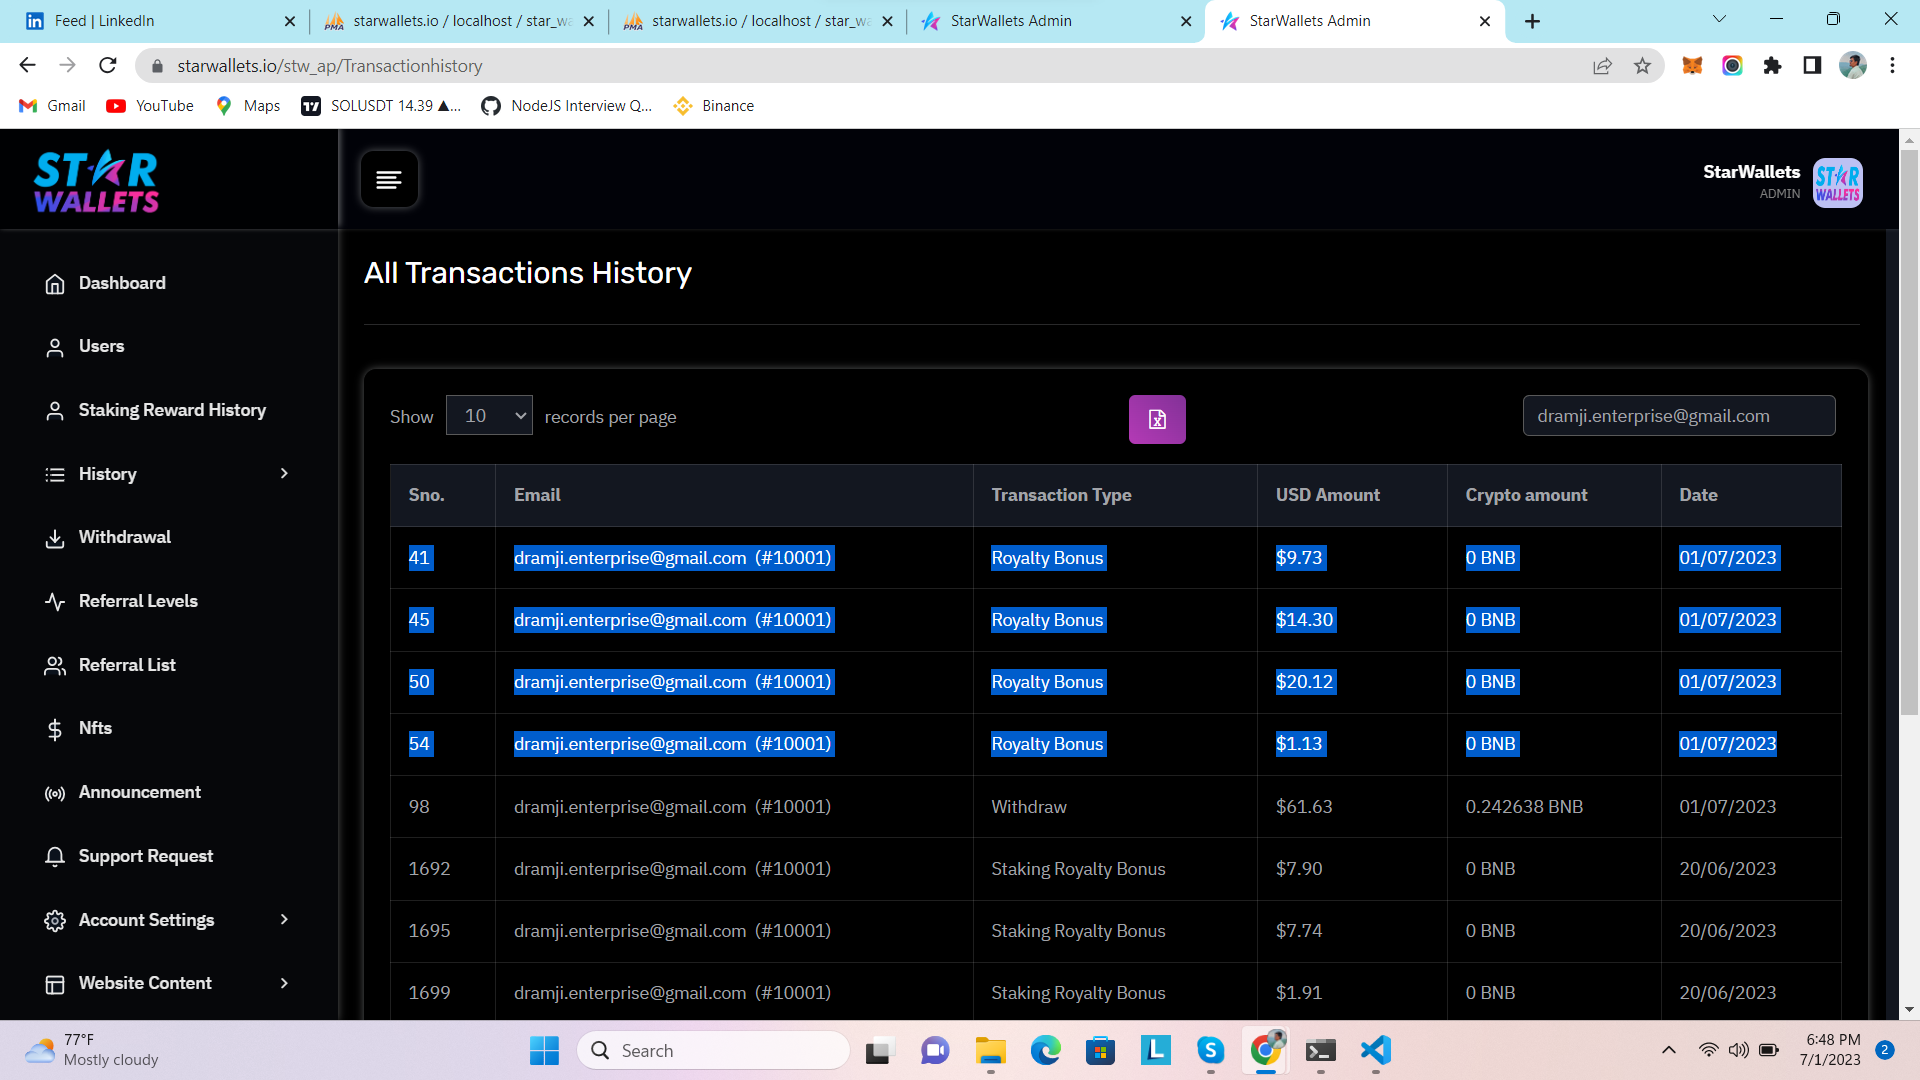 Feed | LinkedIn
starwallets.io / localhost / star_wa
starwallets.io / localhost / star_wa
StarWallets Admin
StarWallets Admin
starwallets.io/stw_ap/Transactionhistory
Gmail
YouTube
Maps
SOLUSDT 14.39 ▲...
NodeJS Interview Q...
Binance
STAR WALLETS
StarWallets
ADMIN
STAR WALLETS
Dashboard
Users
Staking Reward History
History
Withdrawal
Referral Levels
Referral List
Nfts
Announcement
Support Request
Account Settings
Website Content
All Transactions History
Show 10 records per page
dramji.enterprise@gmail.com
Sno. Email Transaction Type USD Amount Crypto amount Date
41 dramji.enterprise@gmail.com (#10001) Royalty Bonus $9.73 0 BNB 01/07/2023
45 dramji.enterprise@gmail.com (#10001) Royalty Bonus $14.30 0 BNB 01/07/2023
50 dramji.enterprise@gmail.com (#10001) Royalty Bonus $20.12 0 BNB 01/07/2023
54 dramji.enterprise@gmail.com (#10001) Royalty Bonus $1.13 0 BNB 01/07/2023
98 dramji.enterprise@gmail.com (#10001) Withdraw $61.63 0.242638 BNB 01/07/2023
1692 dramji.enterprise@gmail.com (#10001) Staking Royalty Bonus $7.90 0 BNB 20/06/2023
1695 dramji.enterprise@gmail.com (#10001) Staking Royalty Bonus $7.74 0 BNB 20/06/2023
1699 dramji.enterprise@gmail.com (#10001) Staking Royalty Bonus $1.91 0 BNB 20/06/2023
77°F
Mostly cloudy
Search
6:48 PM
7/1/2023
2